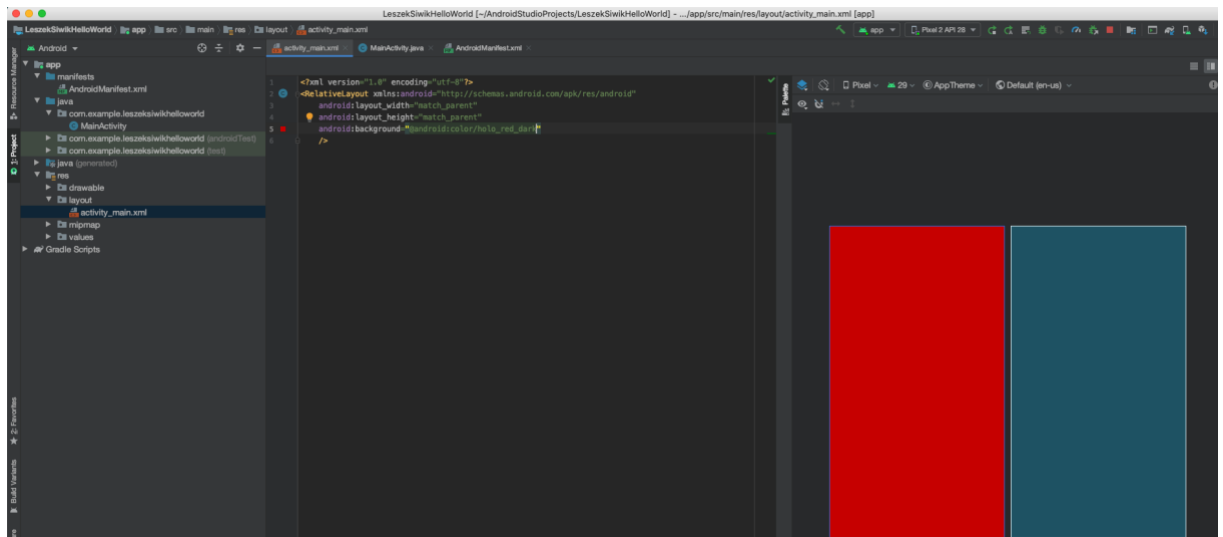 LeszekSiwikHelloWorld [~/AndroidStudioProjects/LeszekSiwikHelloWorld] - .../app/src/main/res/layout/activity_main.xml [app]
LeszekSiwikHelloWorld app src main res layout activity_main.xml
app Pixel 2 API 28
Android
activity_main.xml MainActivity.java AndroidManifest.xml
Resource Manager
1: Project
2: Favorites
Build Variants
app
manifests
AndroidManifest.xml
java
com.example.leszeksiwikhelloworld
MainActivity
com.example.leszeksiwikhelloworld (androidTest)
com.example.leszeksiwikhelloworld (test)
java (generated)
res
drawable
layout
activity_main.xml
mipmap
values
Gradle Scripts
1 <?xml version="1.0" encoding="utf-8"?>
2 <RelativeLayout xmlns:android="http://schemas.android.com/apk/res/android"
3 android:layout_width="match_parent"
4 android:layout_height="match_parent"
5 android:background="@android:color/holo_red_dark"
6 />
Palette
Pixel 29 AppTheme Default (en-us)